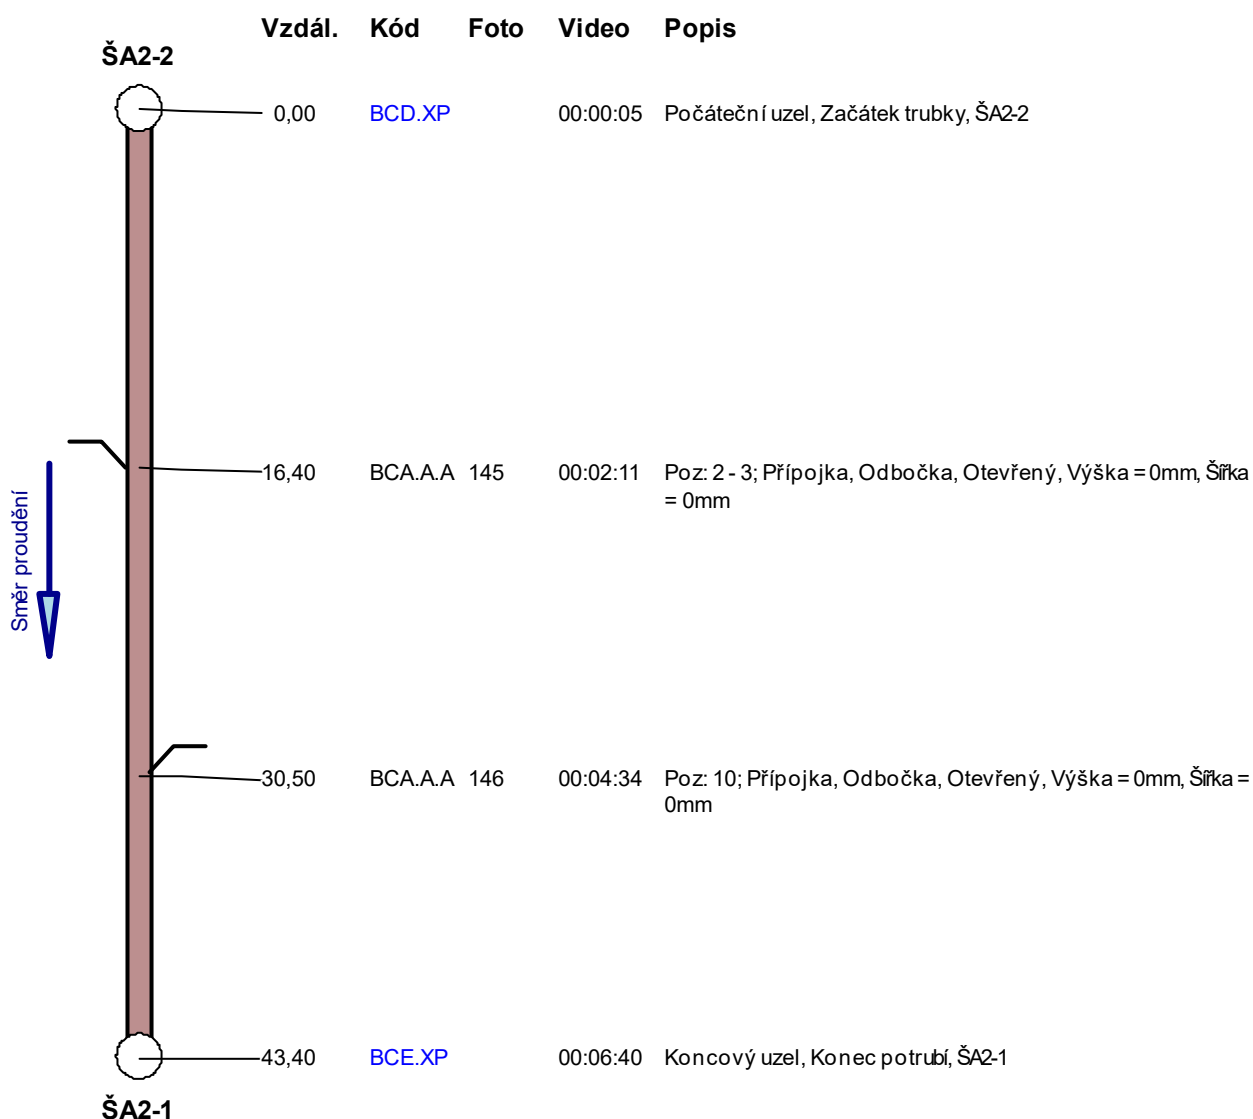 Vzdál. Kód Foto Video Popis
ŠA2-2
0,00 BCD.XP 00:00:05 Počáteční uzel, Začátek trubky, ŠA2-2
16,40 BCA.A.A 145 00:02:11 Poz: 2 - 3; Přípojka, Odbočka, Otevřený, Výška = 0mm, Šířka
= 0mm
Směr proudění
30,50 BCA.A.A 146 00:04:34 Poz: 10; Přípojka, Odbočka, Otevřený, Výška = 0mm, Šířka =
0mm
43,40 BCE.XP 00:06:40 Koncový uzel, Konec potrubí, ŠA2-1
ŠA2-1